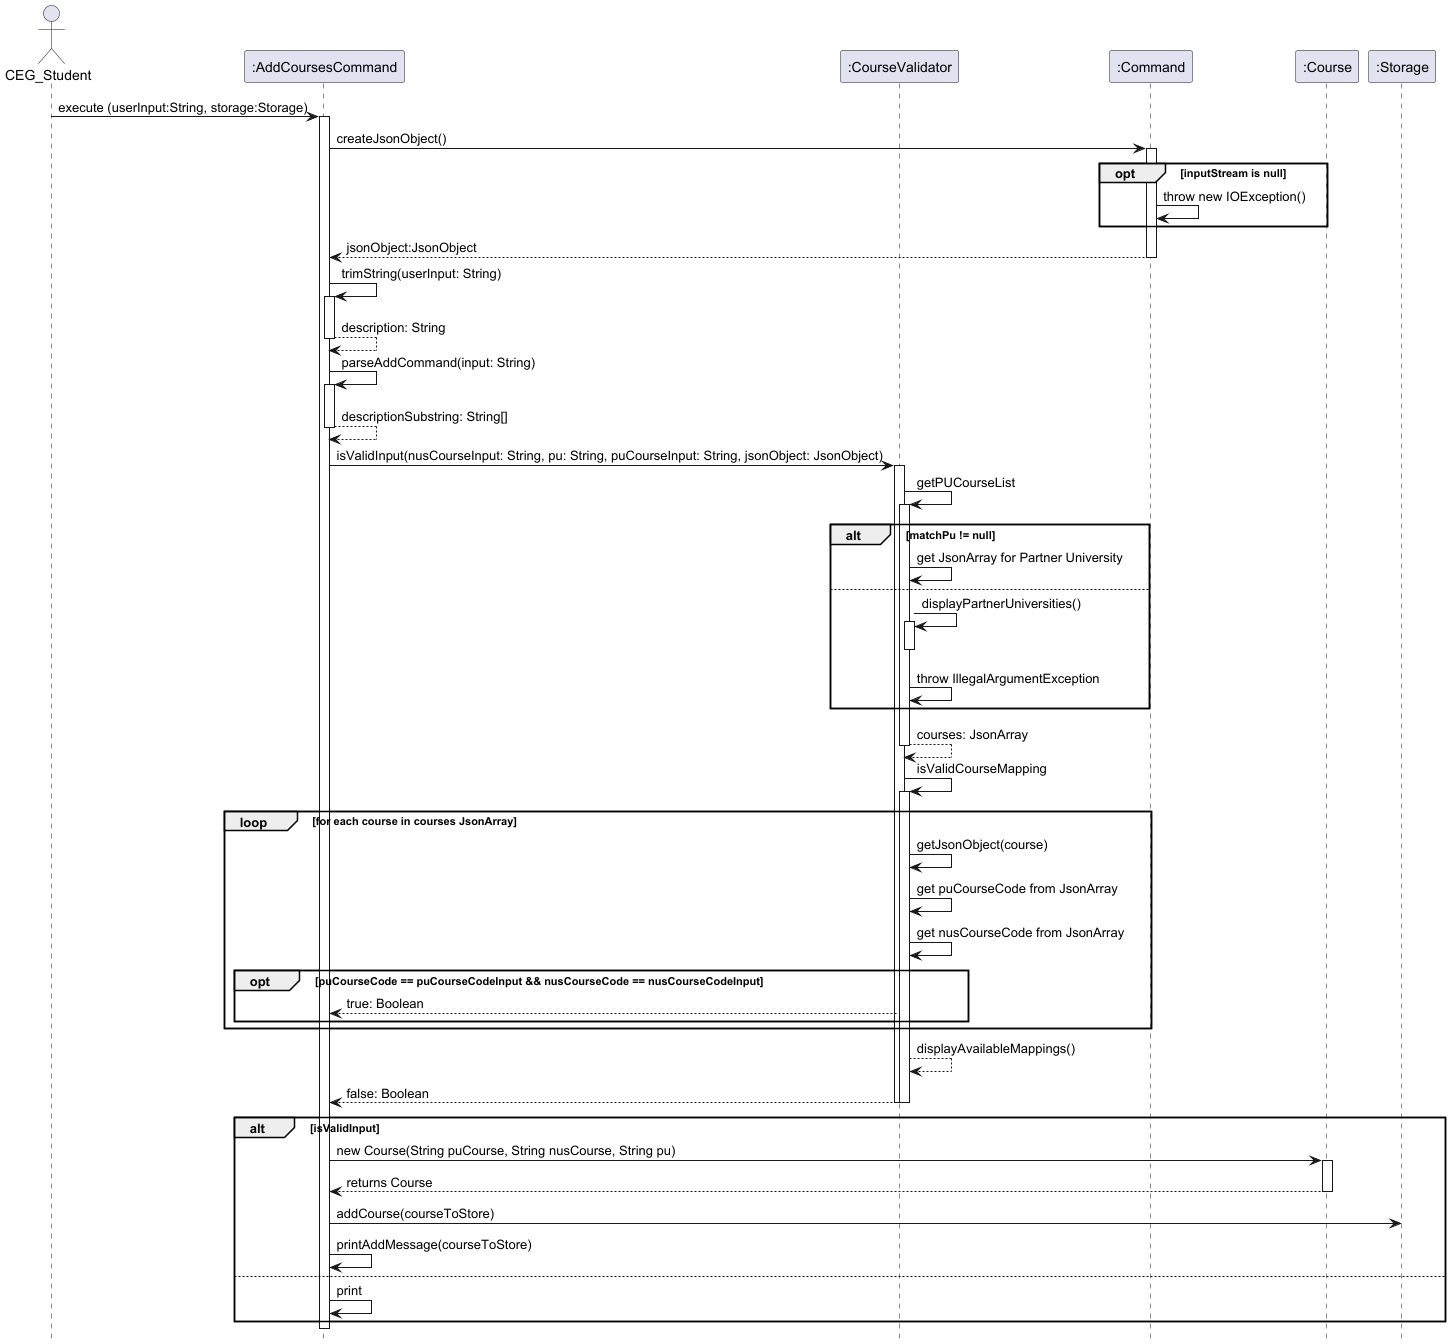 CEG_Student
:AddCoursesCommand
:CourseValidator
:Command
:Course
:Storage
execute (userInput:String, storage:Storage)
createJsonObject()
opt
[inputStream is null]
throw new IOException()
jsonObject:JsonObject
trimString(userInput: String)
description: String
parseAddCommand(input: String)
descriptionSubstring: String[]
isValidInput(nusCourseInput: String, pu: String, puCourseInput: String, jsonObject: JsonObject)
getPUCourseList
alt
[matchPu != null]
get JsonArray for Partner University
displayPartnerUniversities()
throw IllegalArgumentException
courses: JsonArray
isValidCourseMapping
loop
[for each course in courses JsonArray]
getJsonObject(course)
get puCourseCode from JsonArray
get nusCourseCode from JsonArray
opt
[puCourseCode == puCourseCodeInput && nusCourseCode == nusCourseCodeInput]
true: Boolean
displayAvailableMappings()
false: Boolean
alt
[isValidInput]
new Course(String puCourse, String nusCourse, String pu)
returns Course
addCourse(courseToStore)
printAddMessage(courseToStore)
print